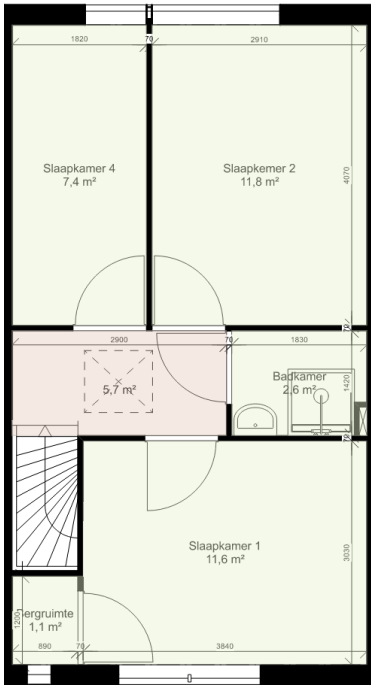 1820
70
2910
Slaapkamer 4
7,4 m²
Slaapkemer 2
11,8 m²
4070
2900
70
1830
5,7 m²
Badkamer
2,6 m²
1420
Slaapkamer 1
11,6 m²
3030
ergruimte
1,1 m²
1200
890
70
3840